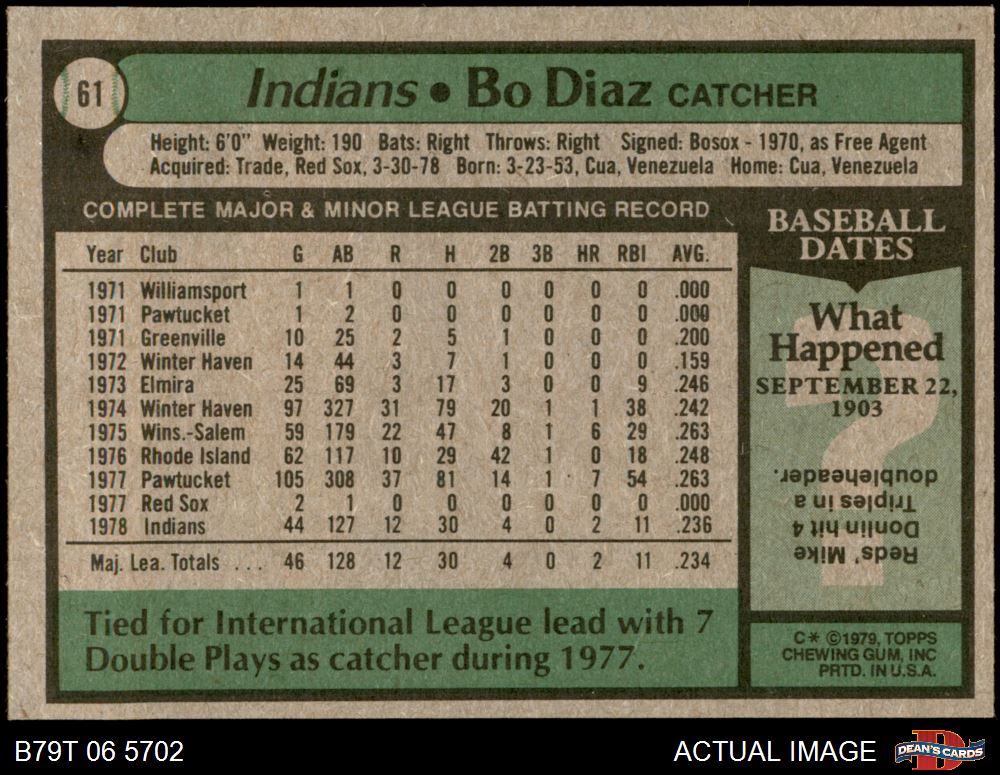 61
Indians • Bo Diaz CATCHER
Height: 6'0" Weight: 190 Bats: Right Throws: Right Signed: Bosox - 1970, as Free Agent
Acquired: Trade, Red Sox, 3-30-78 Born: 3-23-53, Cua, Venezuela Home: Cua, Venezuela
COMPLETE MAJOR & MINOR LEAGUE BATTING RECORD
Year Club G AB R H 2B 3B HR RBI AVG.
1971 Williamsport 1 1 0 0 0 0 0 0 .000
1971 Pawtucket 1 2 0 0 0 0 0 0 .000
1971 Greenville 10 25 2 5 1 0 0 0 .200
1972 Winter Haven 14 44 3 7 1 0 0 0 .159
1973 Elmira 25 69 3 17 3 0 0 9 .246
1974 Winter Haven 97 327 31 79 20 1 1 38 .242
1975 Wins.-Salem 59 179 22 47 8 1 6 29 .263
1976 Rhode Island 62 117 10 29 42 1 0 18 .248
1977 Pawtucket 105 308 37 81 14 1 7 54 .263
1977 Red Sox 2 1 0 0 0 0 0 0 .000
1978 Indians 44 127 12 30 4 0 2 11 .236
Maj. Lea. Totals ... 46 128 12 30 4 0 2 11 .234
Tied for International League lead with 7
Double Plays as catcher during 1977.
BASEBALL
DATES
What
Happened
SEPTEMBER 22,
1903
Reds' Mike
Donlin hit 4
Triples in a
doubleheader.
C* ©1979, TOPPS
CHEWING GUM, INC
PRTD. IN U.S.A.
B79T 06 5702
ACTUAL IMAGE
D
DEAN'S CARDS